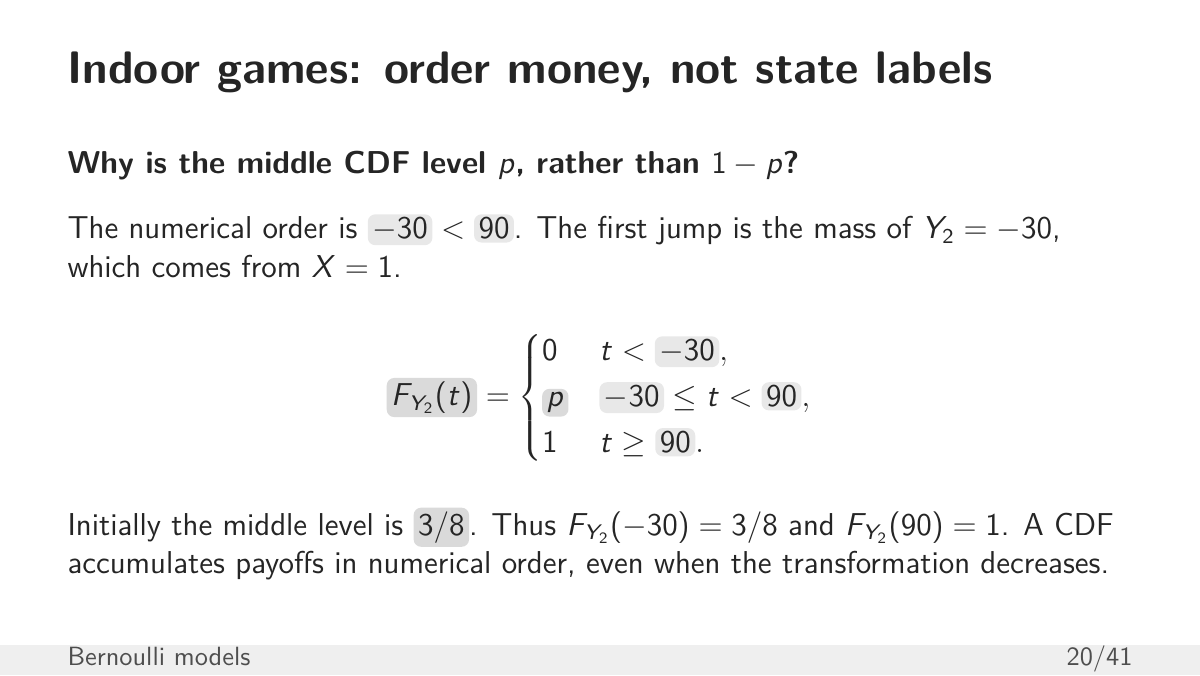 Indoor games: order money, not state labels
Why is the middle CDF level p, rather than 1 − p?
The numerical order is −30 < 90. The first jump is the mass of Y₂ = −30,
which comes from X = 1.
0 t < −30,
F_{Y₂}(t) = { p −30 ≤ t < 90,
1 t ≥ 90.
Initially the middle level is 3/8. Thus F_{Y₂}(−30) = 3/8 and F_{Y₂}(90) = 1. A CDF
accumulates payoffs in numerical order, even when the transformation decreases.
Bernoulli models 20/41